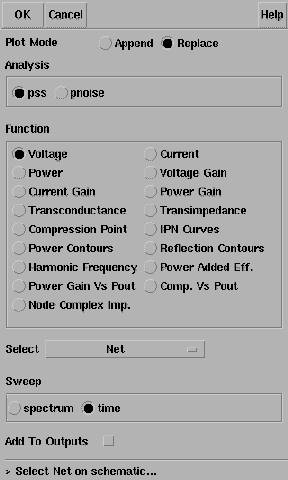 OK Cancel Help
Plot Mode Append Replace
Analysis
pss pnoise
Function
Voltage Current
Power Voltage Gain
Current Gain Power Gain
Transconductance Transimpedance
Compression Point IPN Curves
Power Contours Reflection Contours
Harmonic Frequency Power Added Eff.
Power Gain Vs Pout Comp. Vs Pout
Node Complex Imp.
Select Net
Sweep
spectrum time
Add To Outputs
> Select Net on schematic...